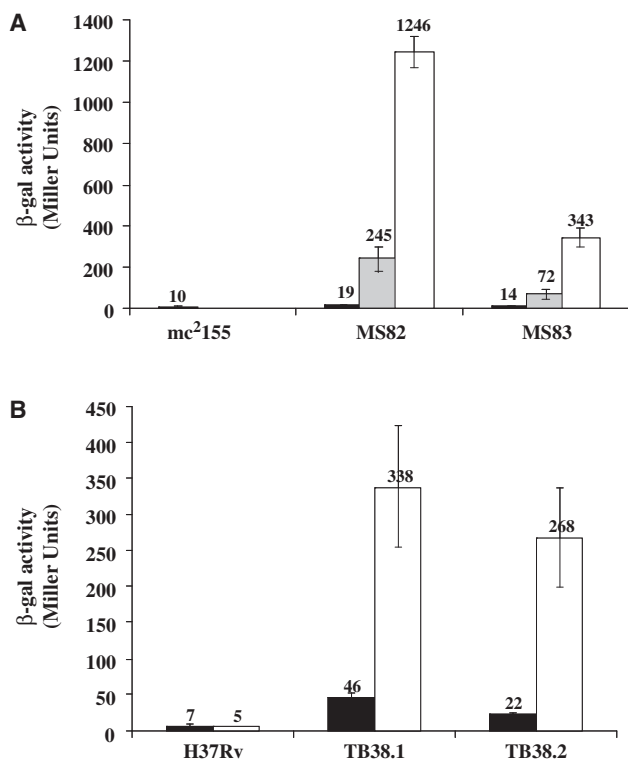 A
β-gal activity
(Miller Units)
1400
1200
1000
800
600
400
200
0
10
19
245
1246
14
72
343
mc²155
MS82
MS83
B
β-gal activity
(Miller Units)
450
400
350
300
250
200
150
100
50
0
7
5
46
338
22
268
H37Rv
TB38.1
TB38.2